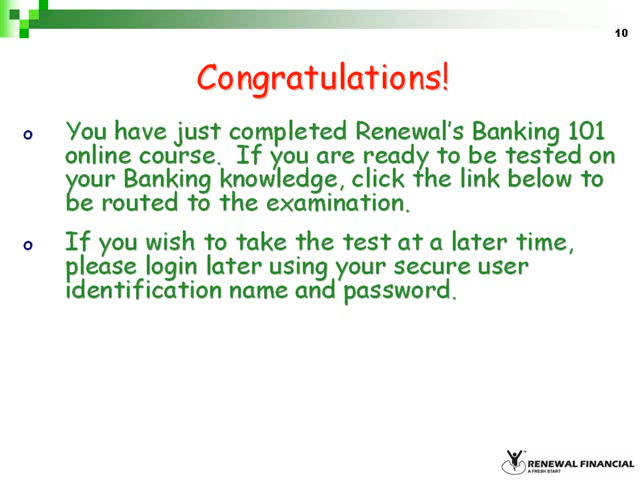 10
Congratulations!
o You have just completed Renewal's Banking 101
online course.  If you are ready to be tested on
your Banking knowledge, click the link below to
be routed to the examination.
o If you wish to take the test at a later time,
please login later using your secure user
identification name and password.
RENEWAL FINANCIAL
A FRESH START